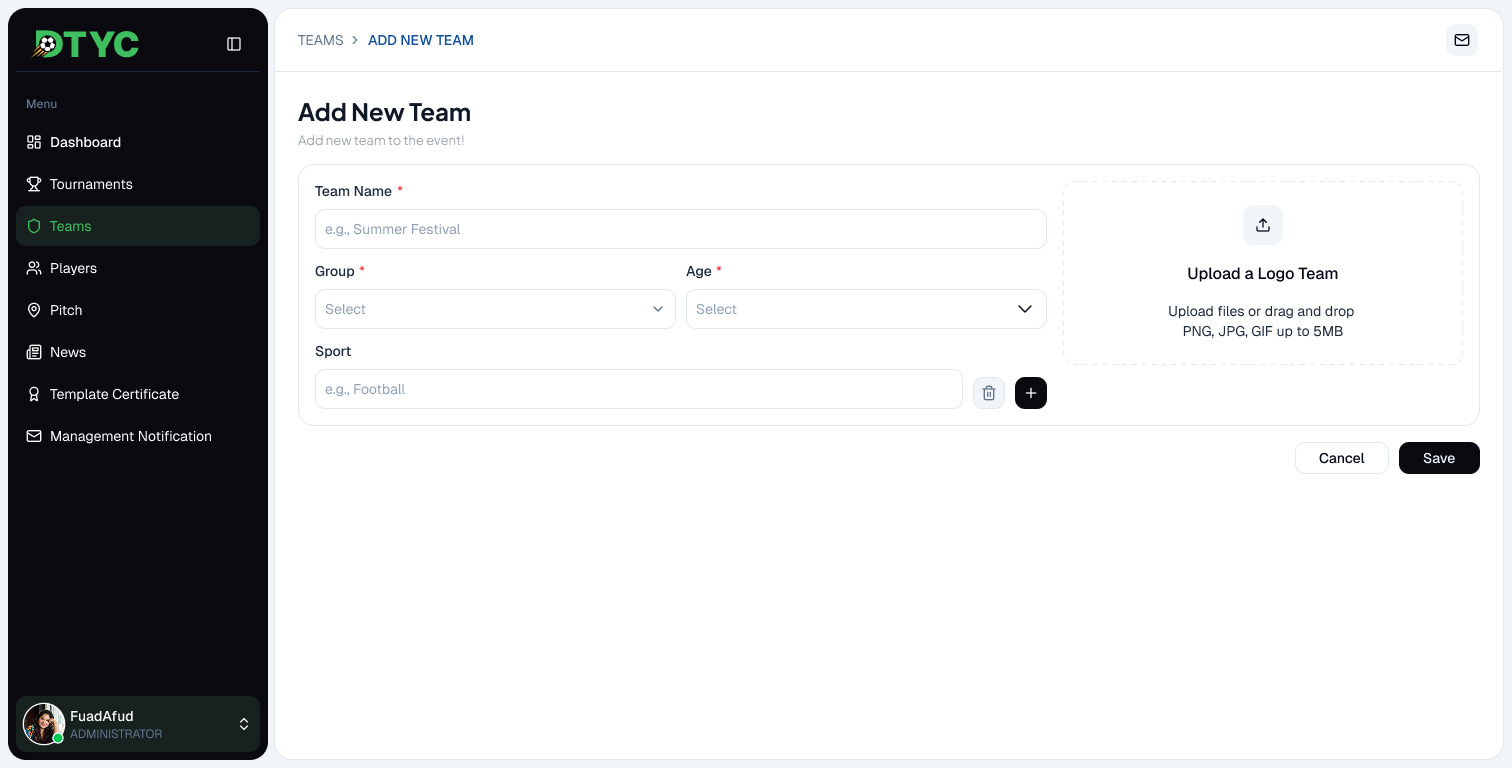 DTYC
TEAMS > ADD NEW TEAM
Menu
Dashboard
Tournaments
Teams
Players
Pitch
News
Template Certificate
Management Notification
FuadAfud
ADMINISTRATOR
Add New Team
Add new team to the event!
Team Name *
e.g., Summer Festival
Group *
Age *
Select
Select
Sport
e.g., Football
Upload a Logo Team
Upload files or drag and drop
PNG, JPG, GIF up to 5MB
Cancel
Save